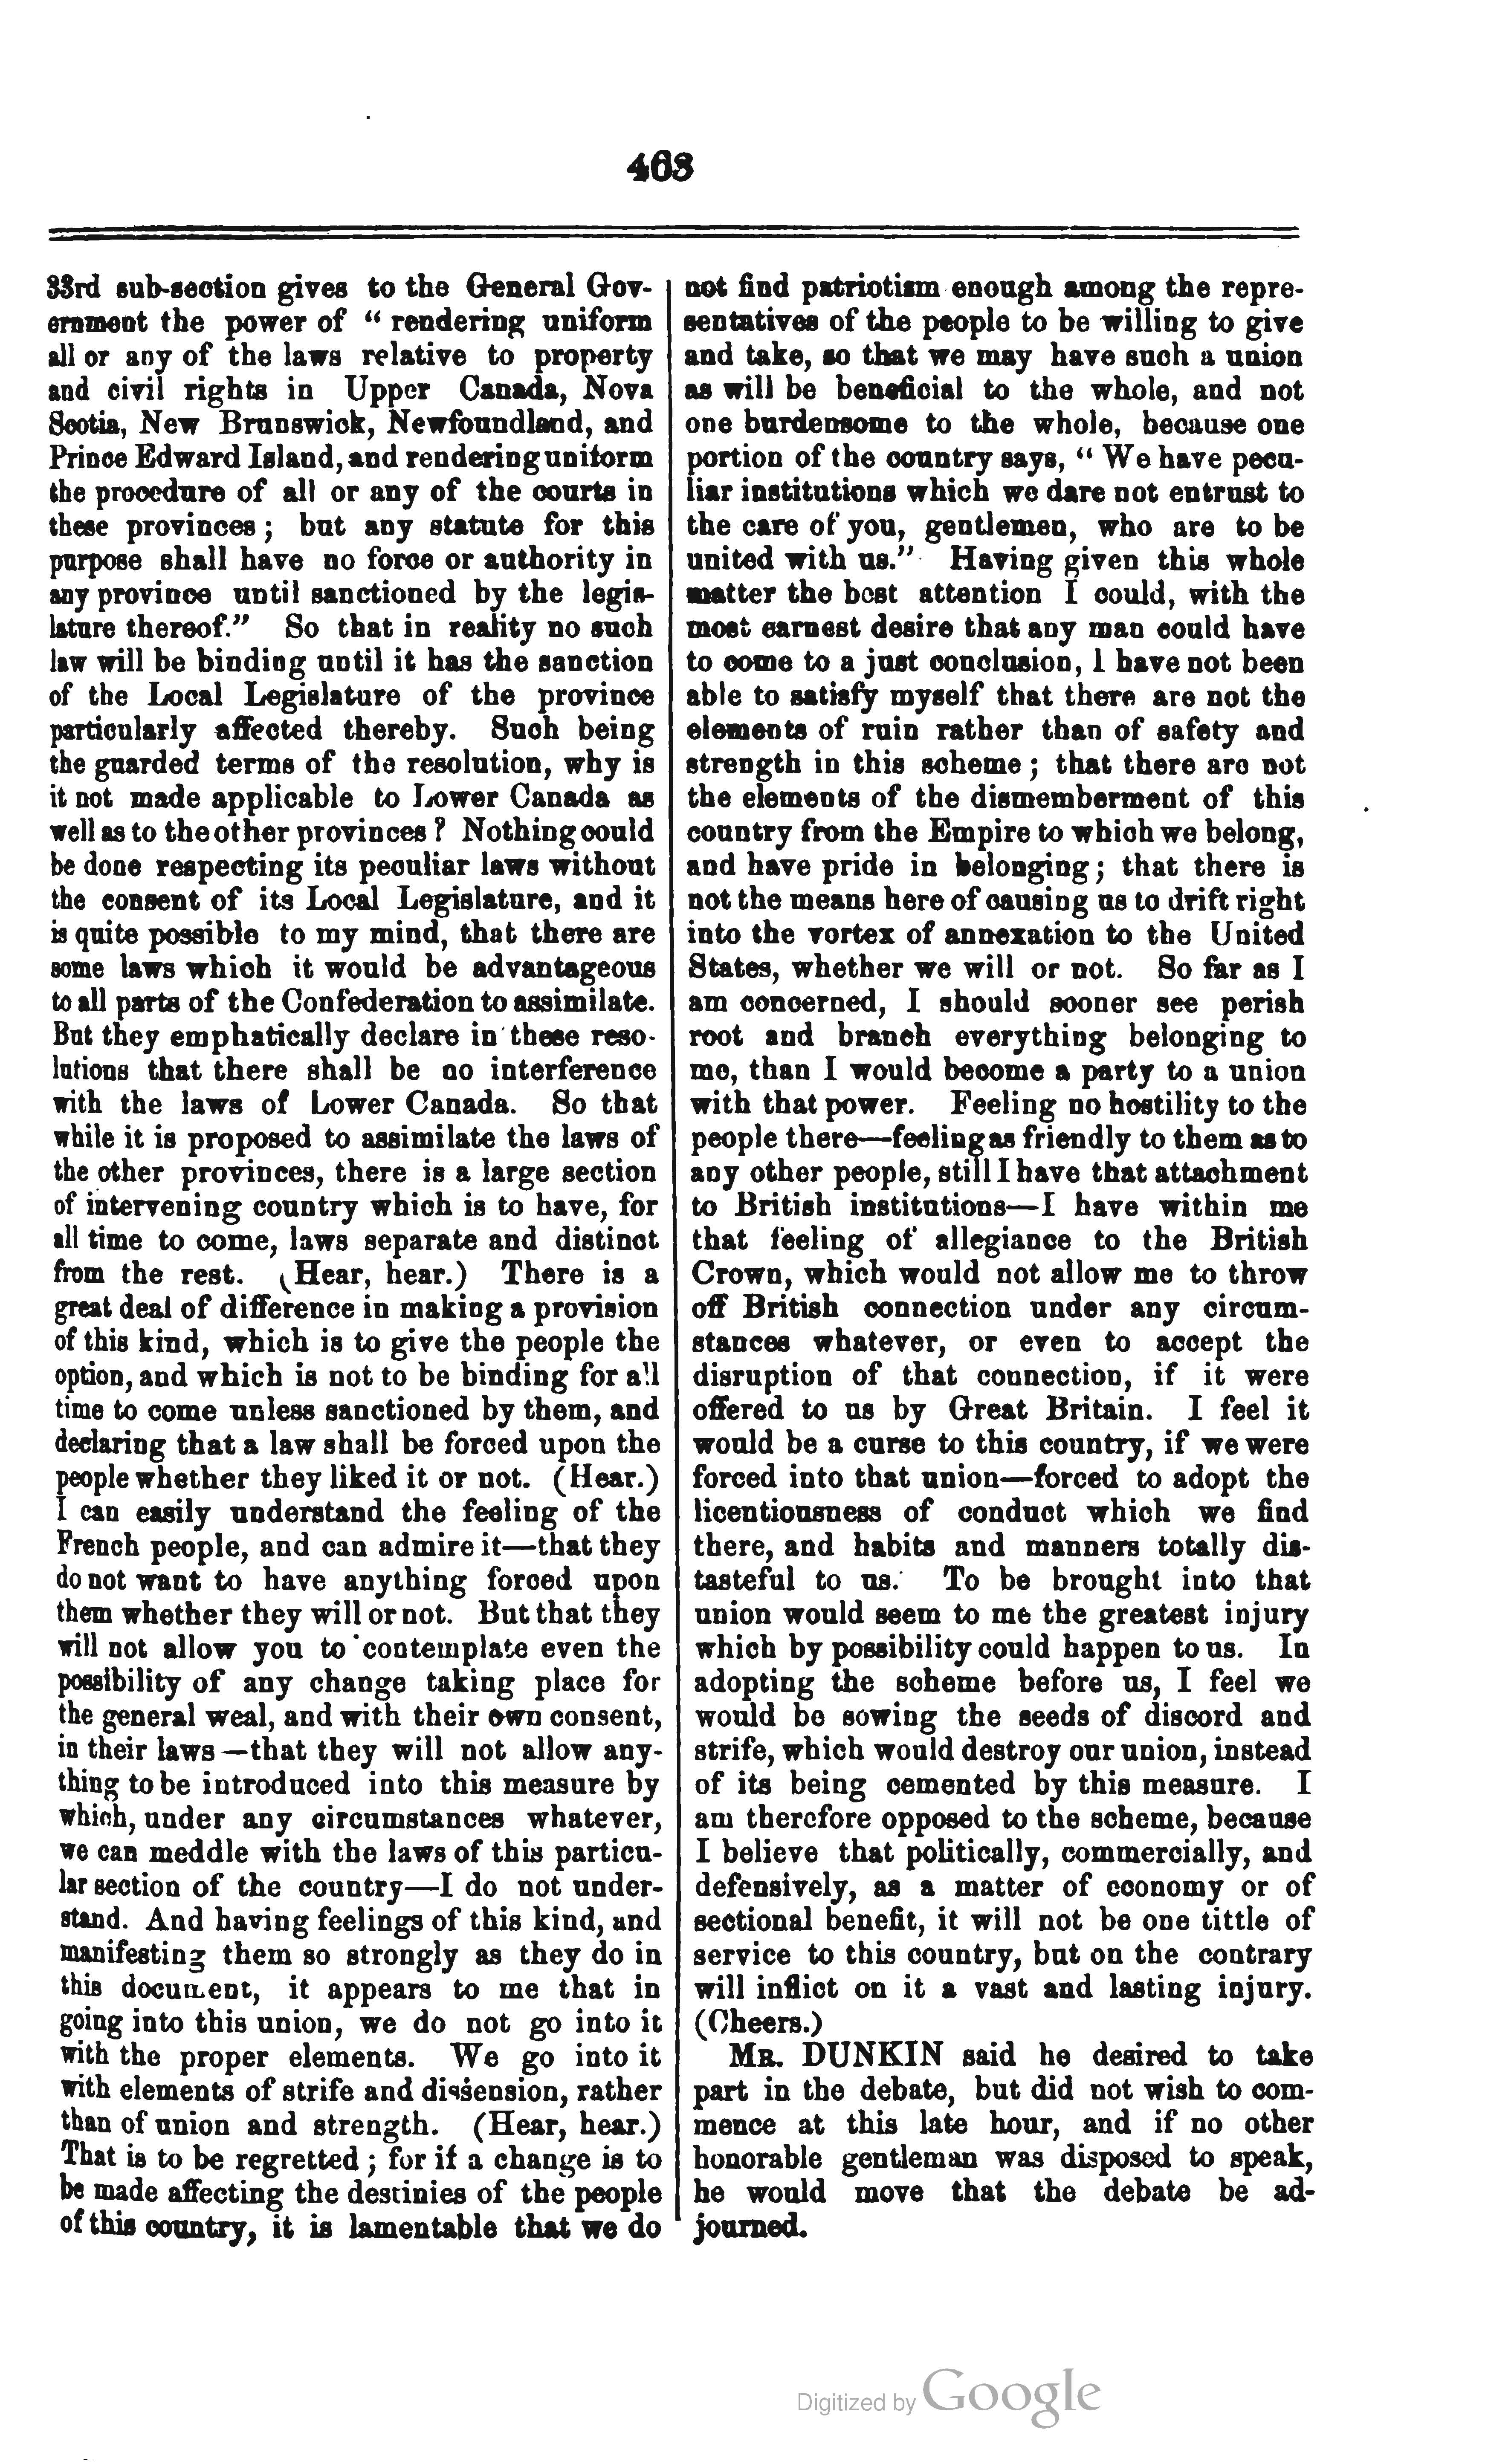 468
33rd sub-section gives to the General Gov-
ernment the power of “ rendering uniform
all or any of the laws relative to property
and civil rights in Upper Canada, Nova
Scotia, New Brunswick, Newfoundland, and
Prince Edward Island, and rendering uniform
the procedure of all or any of the courts in
these provinces ; but any statute for this
purpose shall have no force or authority in
any province until sanctioned by the legis-
lature thereof.” So that in reality no such
law will be binding until it has the sanction
of the Local Legislature of the province
particularly affected thereby. Such being
the guarded terms of the resolution, why is
it not made applicable to Lower Canada as
well as to the other provinces ? Nothing could
be done respecting its peculiar laws without
the consent of its Local Legislature, and it
is quite possible to my mind, that there are
some laws which it would be advantageous
to all parts of the Confederation to assimilate.
But they emphatically declare in these reso-
lutions that there shall be no interference
with the laws of Lower Canada. So that
while it is proposed to assimilate the laws of
the other provinces, there is a large section
of intervening country which is to have, for
all time to come, laws separate and distinct
from the rest. (Hear, hear.) There is a
great deal of difference in making a provision
of this kind, which is to give the people the
option, and which is not to be binding for all
time to come unless sanctioned by them, and
declaring that a law shall be forced upon the
people whether they liked it or not. (Hear.)
I can easily understand the feeling of the
French people, and can admire it—that they
do not want to have anything forced upon
them whether they will or not. But that they
will not allow you to contemplate even the
possibility of any change taking place for
the general weal, and with their own consent,
in their laws—that they will not allow any-
thing to be introduced into this measure by
which, under any circumstances whatever,
we can meddle with the laws of this particu-
lar section of the country—I do not under-
stand. And having feelings of this kind, and
manifesting them so strongly as they do in
this document, it appears to me that in
going into this union, we do not go into it
with the proper elements. We go into it
with elements of strife and dissension, rather
than of union and strength. (Hear, hear.)
That is to be regretted ; for if a change is to
be made affecting the destinies of the people
of this country, it is lamentable that we do
not find patriotism enough among the repre-
sentatives of the people to be willing to give
and take, so that we may have such a union
as will be beneficial to the whole, and not
one burdensome to the whole, because one
portion of the country says, “ We have pecu-
liar institutions which we dare not entrust to
the care of you, gentlemen, who are to be
united with us.” Having given this whole
matter the best attention I could, with the
most earnest desire that any man could have
to come to a just conclusion, I have not been
able to satisfy myself that there are not the
elements of ruin rather than of safety and
strength in this scheme ; that there are not
the elements of the dismemberment of this
country from the Empire to which we belong,
and have pride in belonging ; that there is
not the means here of causing us to drift right
into the vortex of annexation to the United
States, whether we will or not. So far as I
am concerned, I should sooner see perish
root and branch everything belonging to
me, than I would become a party to a union
with that power. Feeling no hostility to the
people there—feeling as friendly to them as to
any other people, still I have that attachment
to British institutions—I have within me
that feeling of allegiance to the British
Crown, which would not allow me to throw
off British connection under any circum-
stances whatever, or even to accept the
disruption of that connection, if it were
offered to us by Great Britain. I feel it
would be a curse to this country, if we were
forced into that union—forced to adopt the
licentiousness of conduct which we find
there, and habits and manners totally dis-
tasteful to us. To be brought into that
union would seem to me the greatest injury
which by possibility could happen to us. In
adopting the scheme before us, I feel we
would be sowing the seeds of discord and
strife, which would destroy our union, instead
of its being cemented by this measure. I
am therefore opposed to the scheme, because
I believe that politically, commercially, and
defensively, as a matter of economy or of
sectional benefit, it will not be one tittle of
service to this country, but on the contrary
will inflict on it a vast and lasting injury.
(Cheers.)
MR. DUNKIN said he desired to take
part in the debate, but did not wish to com-
mence at this late hour, and if no other
honorable gentleman was disposed to speak,
he would move that the debate be ad-
journed.
Digitized by Google